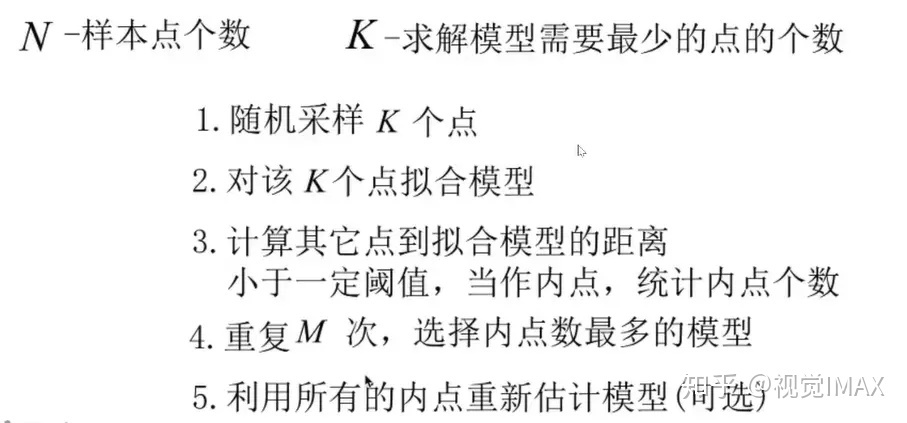 N -样本点个数 K -求解模型需要最少的点的个数
1. 随机采样 K 个点
2. 对该 K个点拟合模型
3. 计算其它点到拟合模型的距离
小于一定阈值，当作内点，统计内点个数
4. 重复 M 次，选择内点数最多的模型
5. 利用所有的内点重新估计模型(可选)
知乎 @视觉IMAX